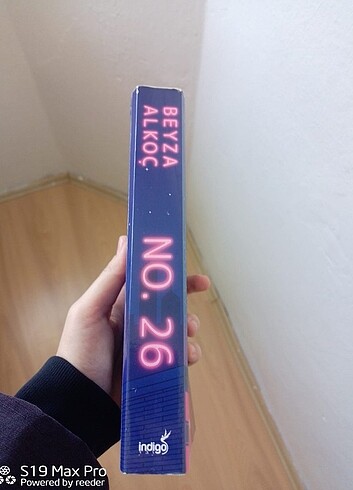 BEYZA
ALKOÇ
NO. 26
indigo
S19 Max Pro
Powered by reeder